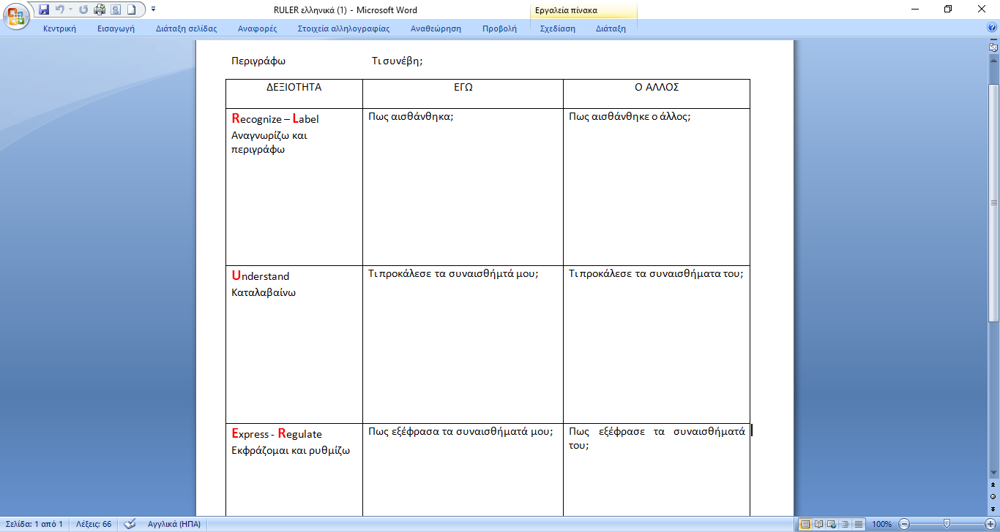 RULER ελληνικά (1) - Microsoft Word
Εργαλεία πίνακα
Κεντρική Εισαγωγή Διάταξη σελίδας Αναφορές Στοιχεία αλληλογραφίας Αναθεώρηση Προβολή Σχεδίαση Διάταξη
Περιγράφω Τι συνέβη;
ΔΕΞΙΟΤΗΤΑ ΕΓΩ Ο ΑΛΛΟΣ
Recognize – Label
Αναγνωρίζω και
περιγράφω
Πως αισθάνθηκα;
Πως αισθάνθηκε ο άλλος;
Understand
Καταλαβαίνω
Τι προκάλεσε τα συναισθήμτά μου;
Τι προκάλεσε τα συναισθήματα του;
Express - Regulate
Εκφράζομαι και ρυθμίζω
Πως εξέφρασα τα συναισθήματά μου;
Πως εξέφρασε τα συναισθήματά
του;
Σελίδα: 1 από 1 Λέξεις: 66 Αγγλικά (ΗΠΑ) 100%